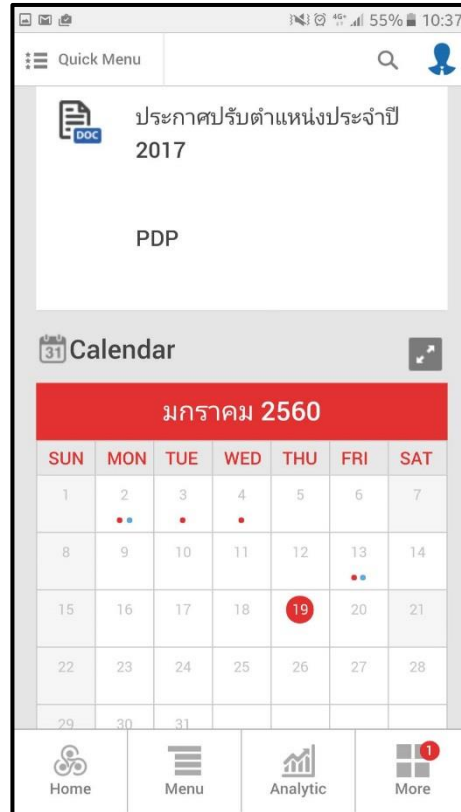 4G+ 55% 10:37
Quick Menu
DOC
ประกาศปรับตำแหน่งประจำปี
2017
PDP
31 Calendar
มกราคม 2560
SUN MON TUE WED THU FRI SAT
1 2 3 4 5 6 7
8 9 10 11 12 13 14
15 16 17 18 19 20 21
22 23 24 25 26 27 28
29 30 31
1
Home Menu Analytic More